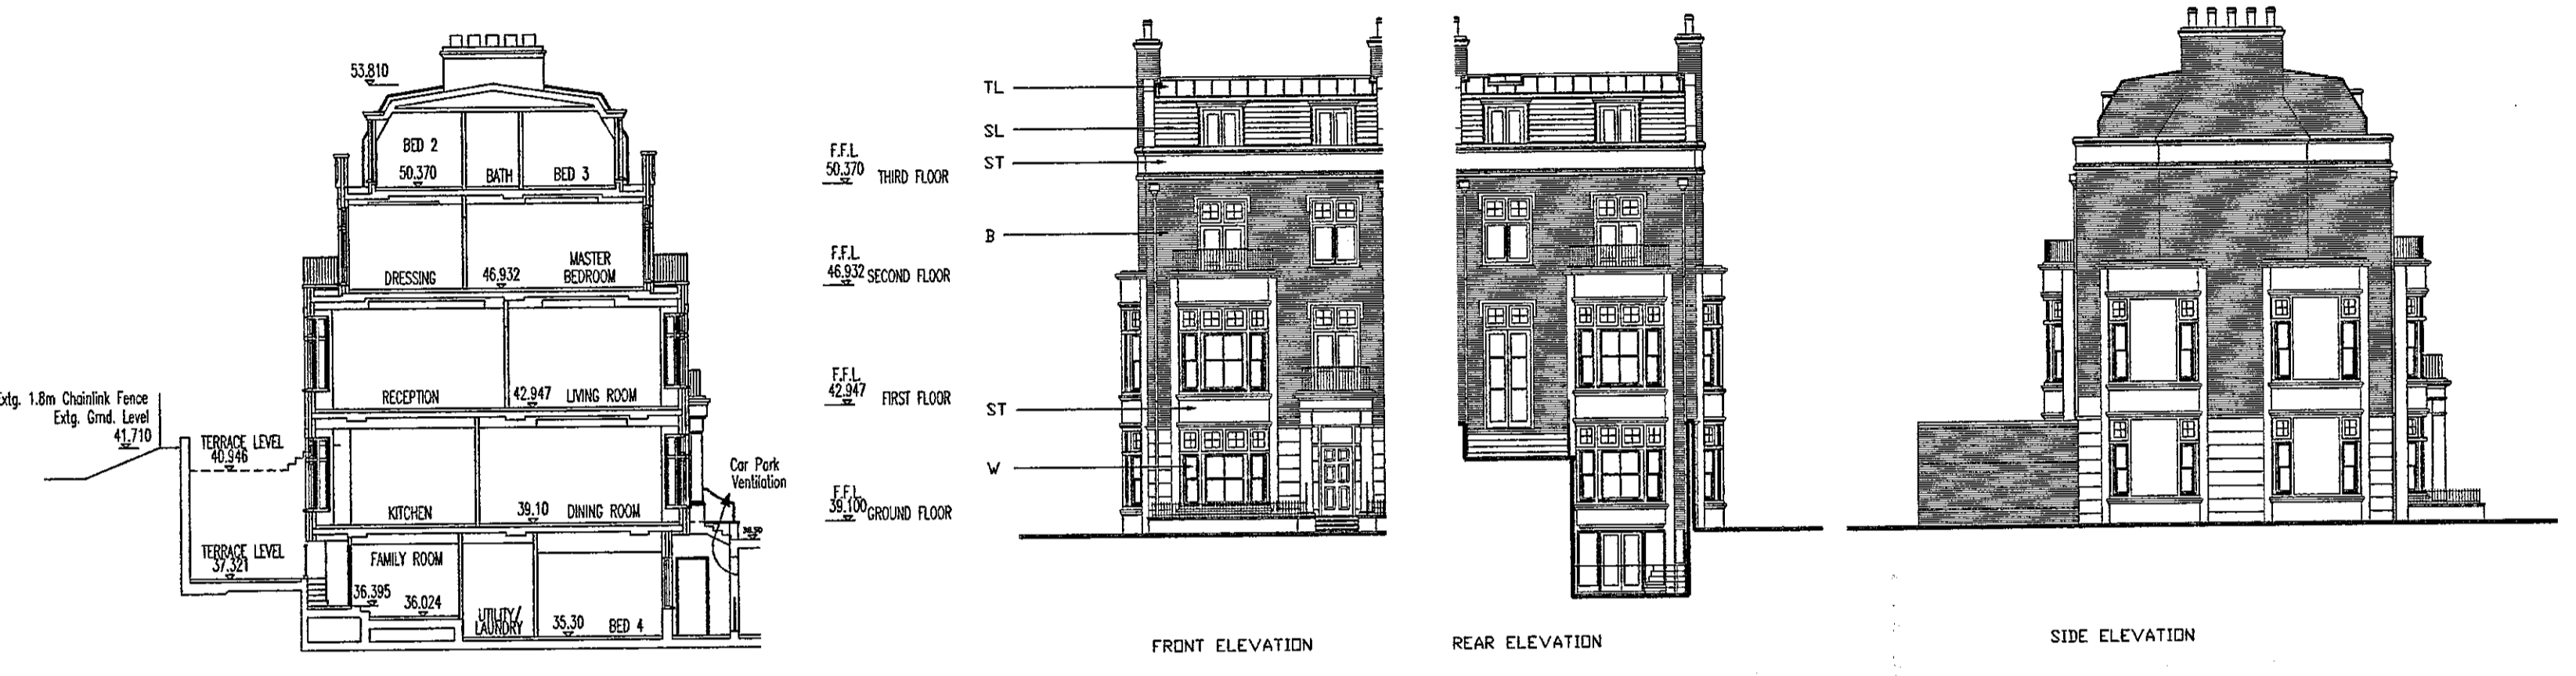 53.810
BED 2
50.370
BATH
BED 3
DRESSING
46.932
MASTER
BEDROOM
RECEPTION
42.947
LIVING ROOM
Extg. 1.8m Chainlink Fence
Extg. Grnd. Level
41.710
TERRACE LEVEL
40.946
KITCHEN
39.10
DINING ROOM
Car Park
Ventilation
TERRACE LEVEL
37.321
FAMILY ROOM
36.395
36.024
UTILITY/
LAUNDRY
35.30
BED 4
F.F.L
50.370 THIRD FLOOR
F.F.L
46.932 SECOND FLOOR
F.F.L
42.947 FIRST FLOOR
F.F.L
39.100 GROUND FLOOR
TL
SL
ST
B
ST
W
FRONT ELEVATION
REAR ELEVATION
SIDE ELEVATION